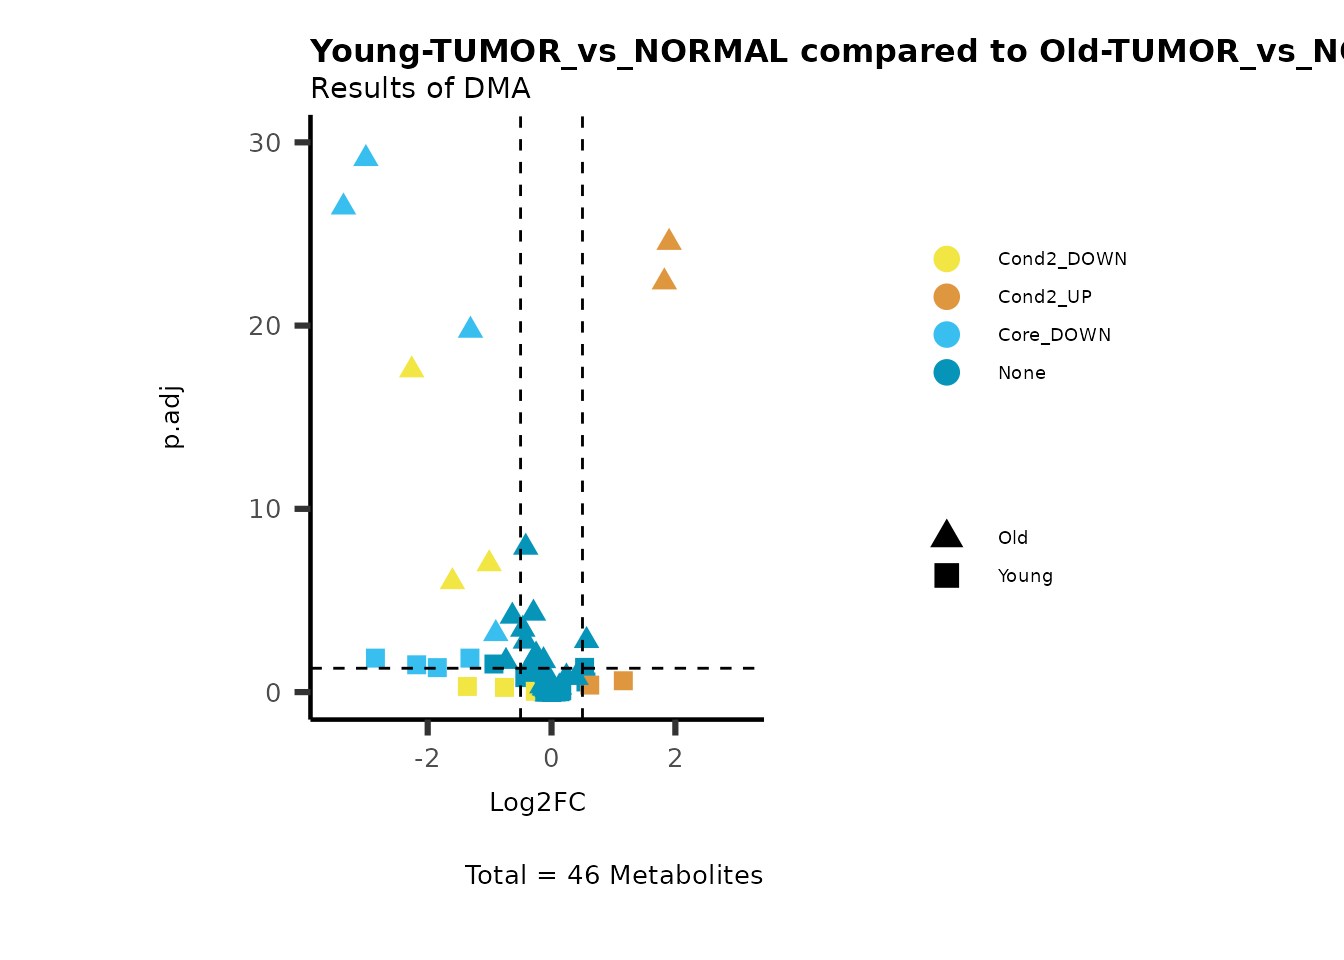 Young-TUMOR_vs_NORMAL compared to Old-TUMOR_vs_N
Results of DMA
30
20
10
0
p.adj
-2 0 2
Log2FC
Total = 46 Metabolites
Cond2_DOWN
Cond2_UP
Core_DOWN
None
Old
Young